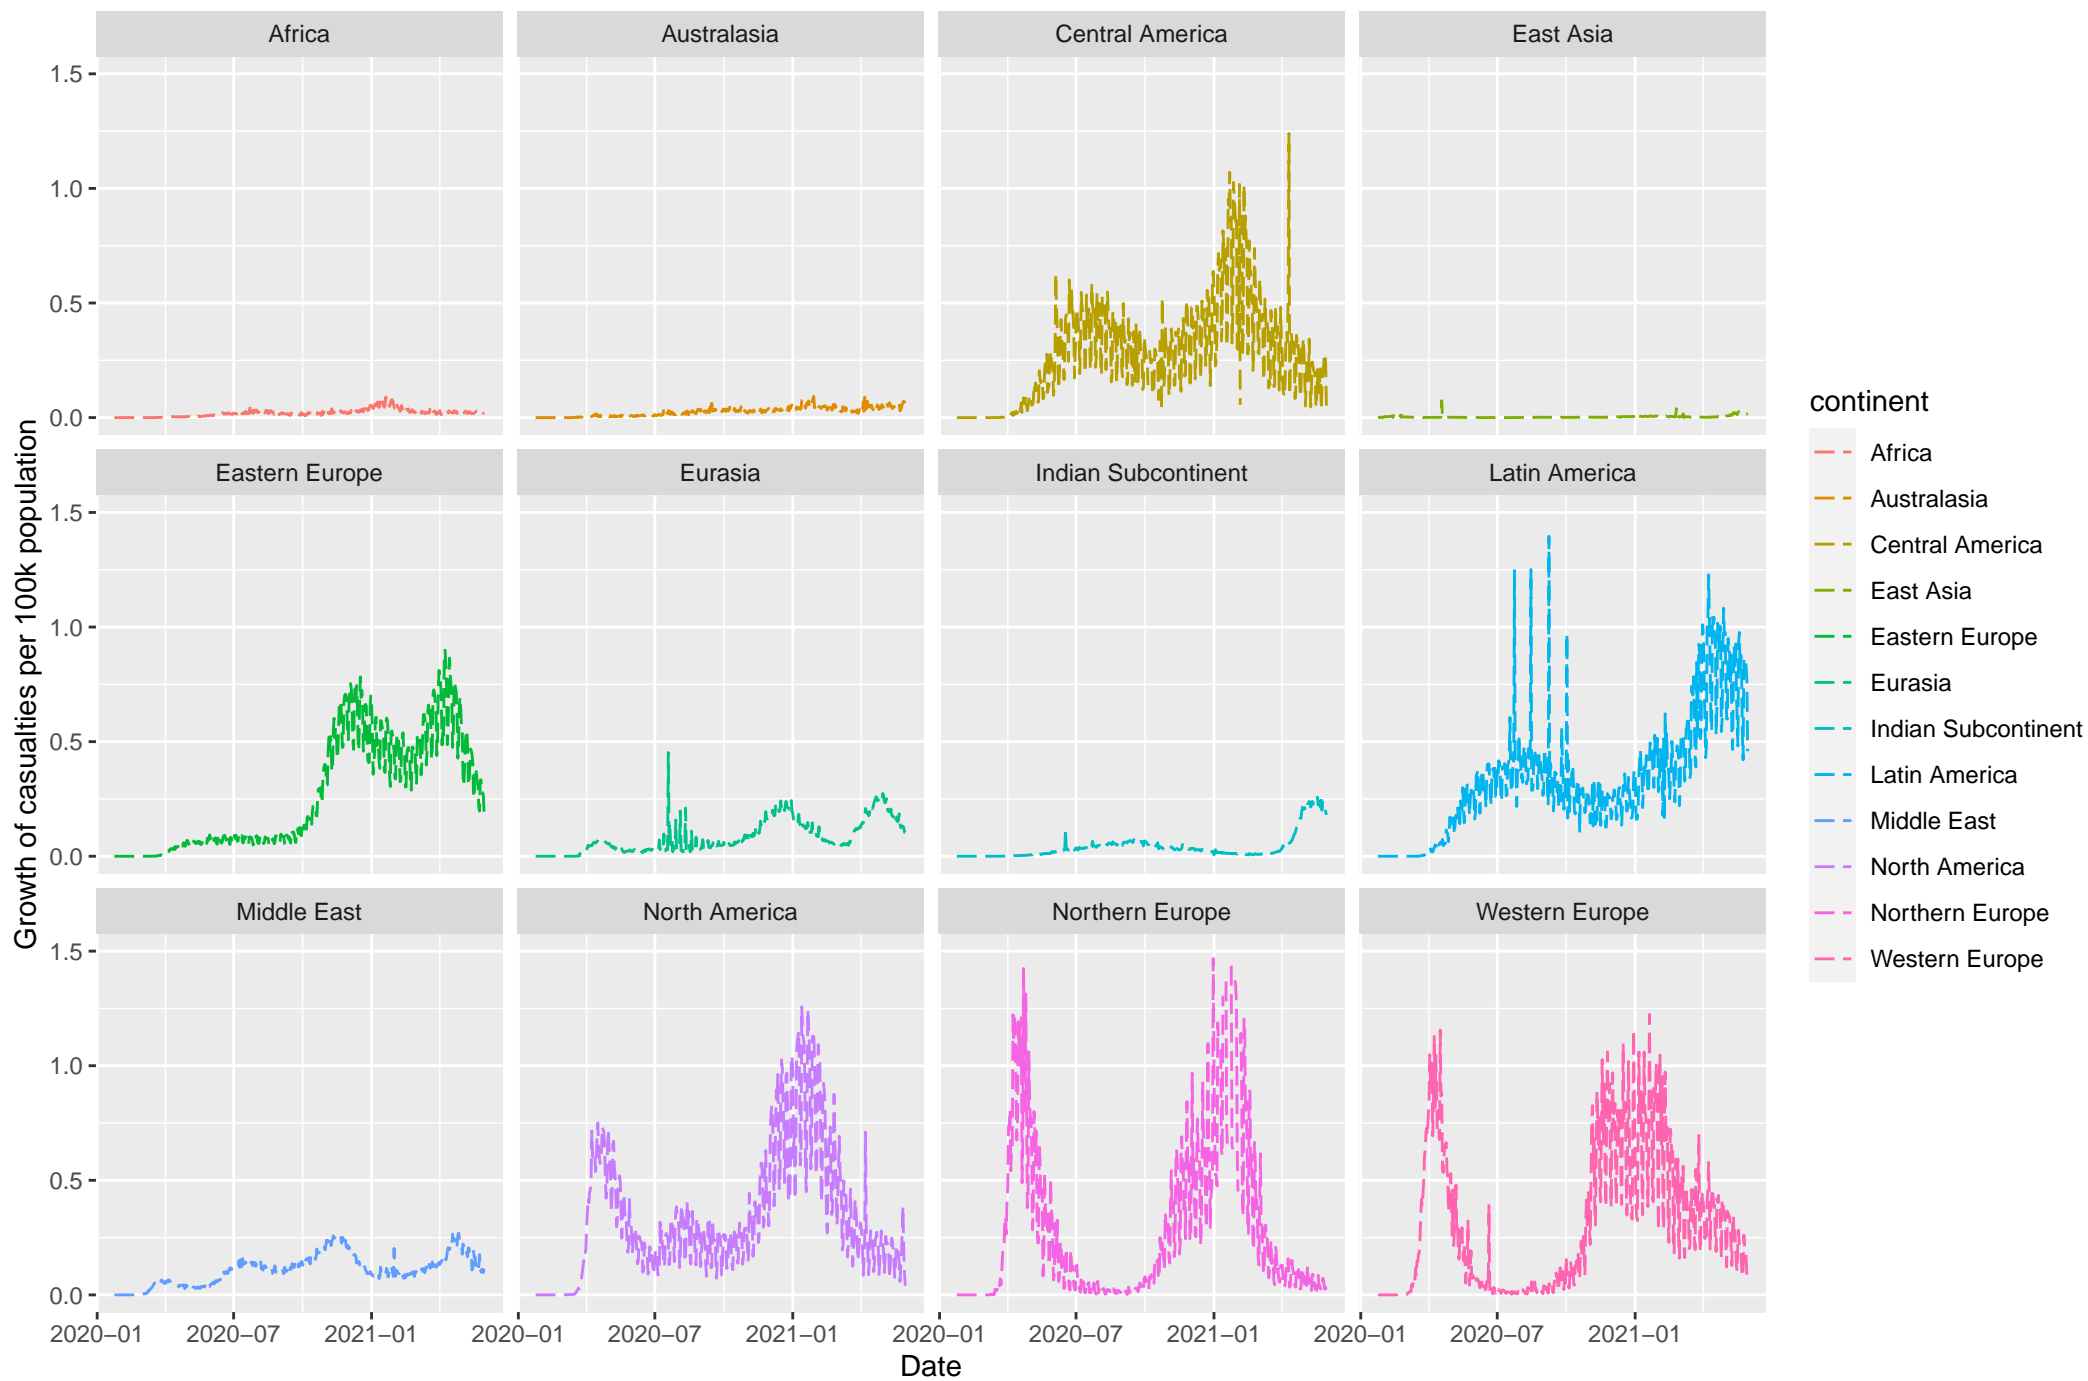 Africa
Australasia
Central America
East Asia
1.5
1.0
0.5
0.0
Eastern Europe
Eurasia
Indian Subcontinent
Latin America
1.5
1.0
0.5
0.0
Middle East
North America
Northern Europe
Western Europe
1.5
1.0
0.5
0.0
2020−01
2020−07
2021−01
2020−01
2020−07
2021−01
2020−01
2020−07
2021−01
2020−01
2020−07
2021−01
Date
Growth of casualties per 100k population
continent
Africa
Australasia
Central America
East Asia
Eastern Europe
Eurasia
Indian Subcontinent
Latin America
Middle East
North America
Northern Europe
Western Europe